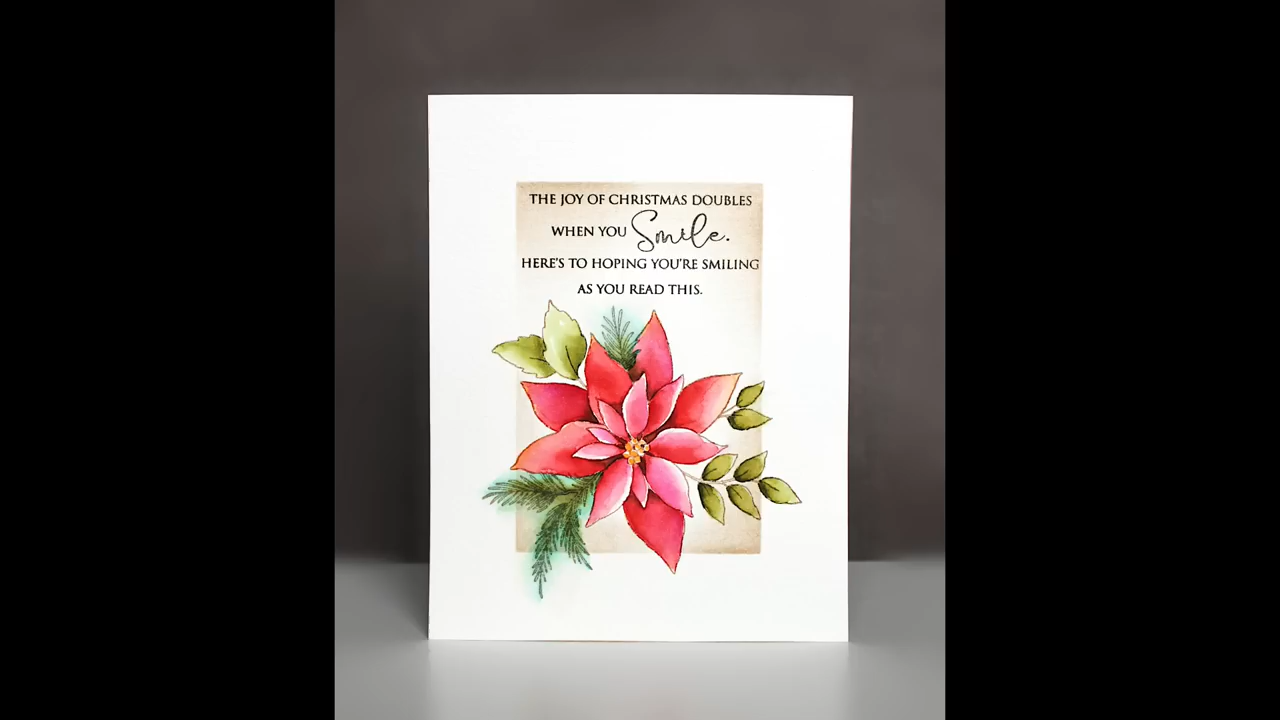 THE JOY OF CHRISTMAS DOUBLES
WHEN YOU Smile.
HERE'S TO HOPING YOU'RE SMILING
AS YOU READ THIS.